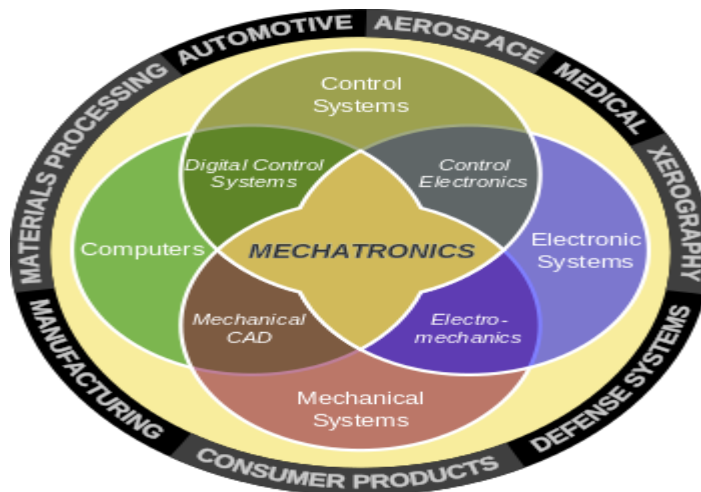 AUTOMOTIVE
AEROSPACE
MEDICAL
XEROGRAPHY
DEFENSE SYSTEMS
CONSUMER PRODUCTS
MANUFACTURING
MATERIALS PROCESSING
Control
Systems
Digital Control
Systems
Control
Electronics
Computers
MECHATRONICS
Electronic
Systems
Mechanical
CAD
Electro-
mechanics
Mechanical
Systems